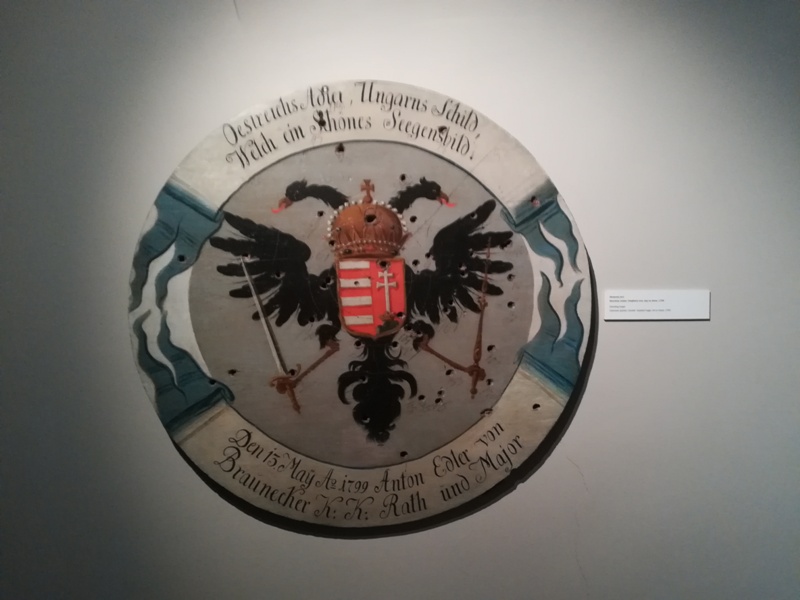 Oestreichs Adler, Ungarns Schild,
Welch ein Schönes Seegensbild.
Den 15. Maÿ Ao. 1799 Anton Edler von
Braunecker K: K: Rath und Major